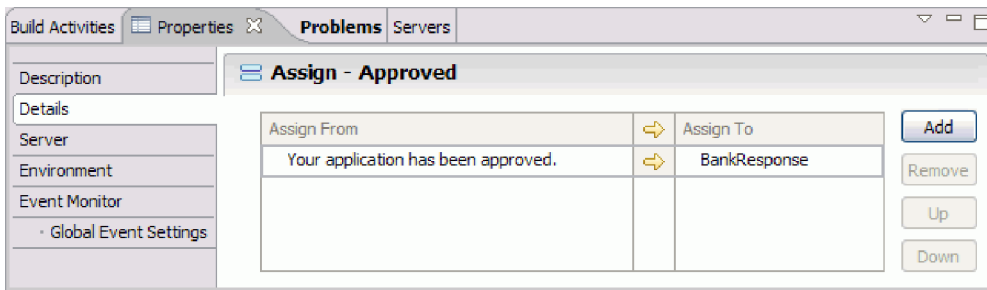 Build Activities Properties Problems Servers
Assign - Approved
Description
Details
Server
Environment
Event Monitor
· Global Event Settings
Assign From Assign To
Your application has been approved. BankResponse
Add
Remove
Up
Down